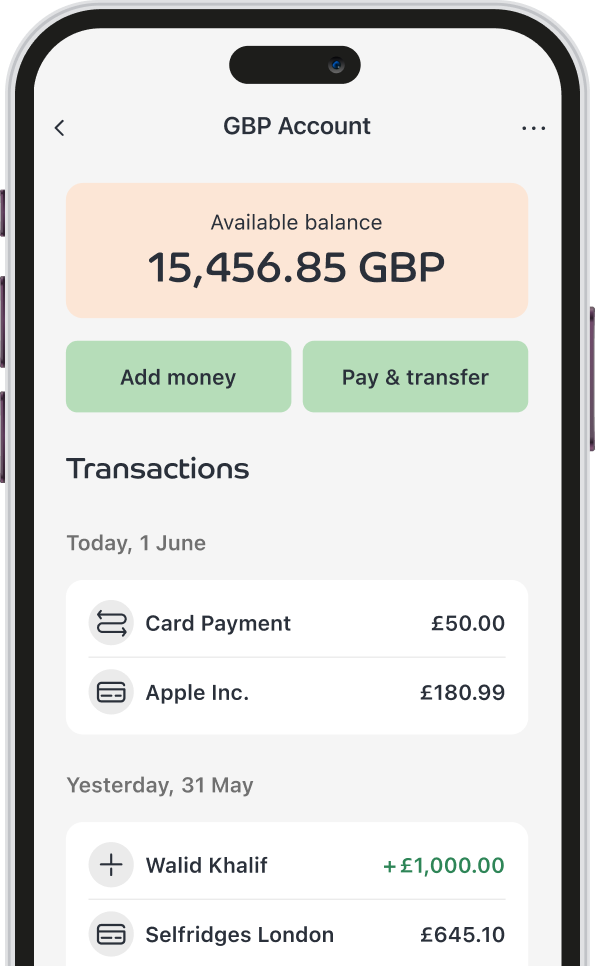 GBP Account
Available balance
15,456.85 GBP
Add money
Pay & transfer
Transactions
Today, 1 June
Card Payment £50.00
Apple Inc. £180.99
Yesterday, 31 May
Walid Khalif +£1,000.00
Selfridges London £645.10